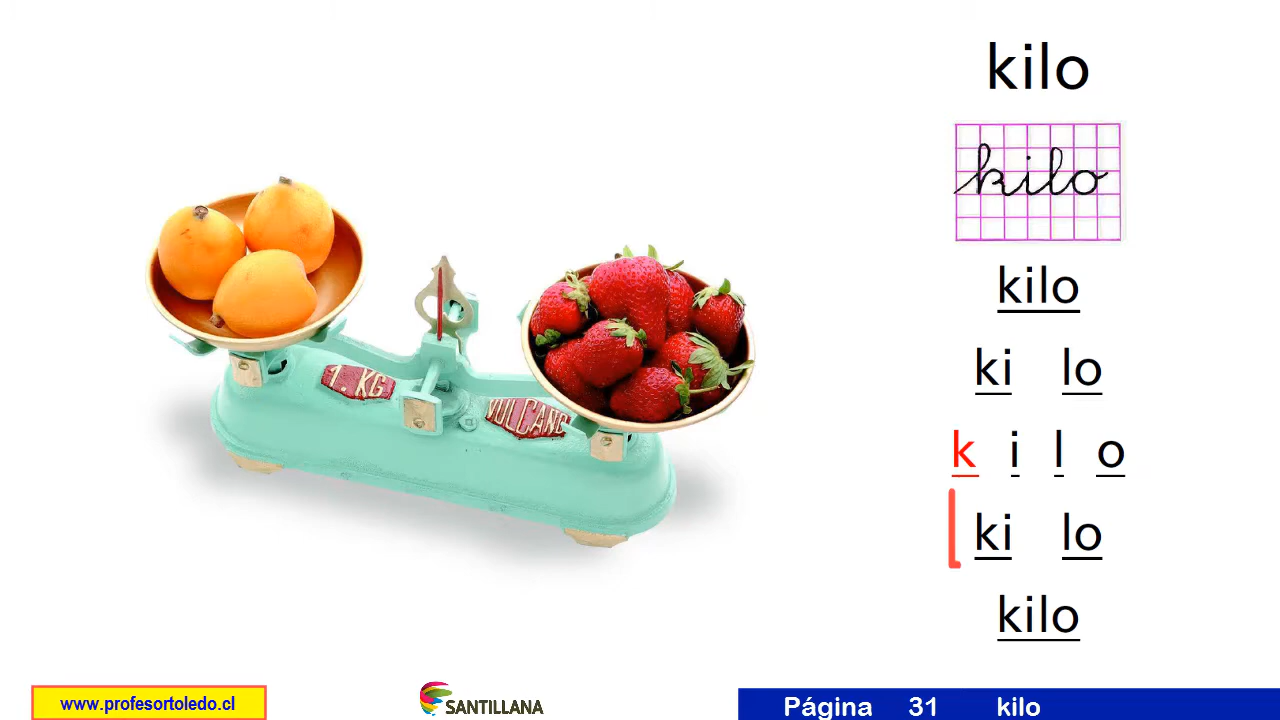 kilo
kilo
kilo
ki lo
k i l o
ki lo
kilo
1. KG
VULCANO
www.profesortoledo.cl
SANTILLANA
Página 31 kilo